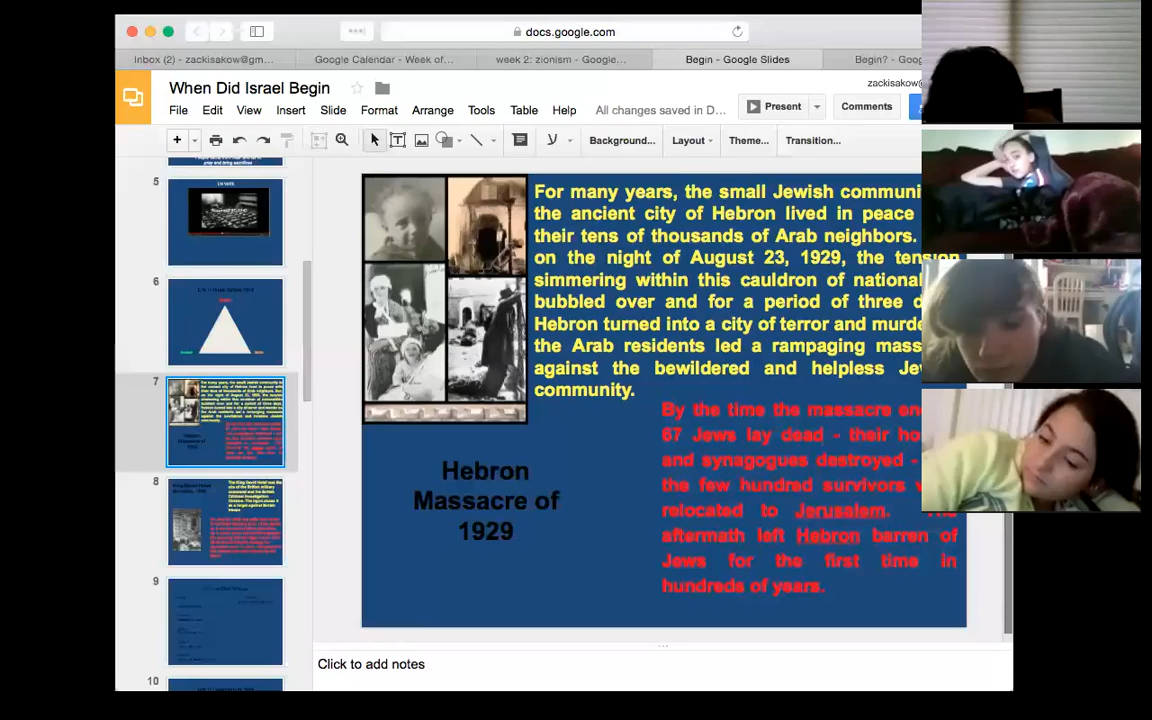 docs.google.com
Inbox (2) - zackisakow@gm...
Google Calendar - Week of...
week 2: zionism - Google...
Begin - Google Slides
Begin? - Goog
When Did Israel Begin
zackisakow@
File Edit View Insert Slide Format Arrange Tools Table Help All changes saved in D...
Present
Comments
Background... Layout Theme... Transition...
5
6
7
8
9
10
For many years, the small Jewish communi
the ancient city of Hebron lived in peace
their tens of thousands of Arab neighbors.
on the night of August 23, 1929, the tension
simmering within this cauldron of national
bubbled over and for a period of three d
Hebron turned into a city of terror and murde
the Arab residents led a rampaging mass
against the bewildered and helpless Je
community.
By the time the massacre en
67 Jews lay dead - their ho
and synagogues destroyed -
the few hundred survivors
relocated to Jerusalem. The
aftermath left Hebron barren of
Jews for the first time in
hundreds of years.
Hebron
Massacre of
1929
Click to add notes